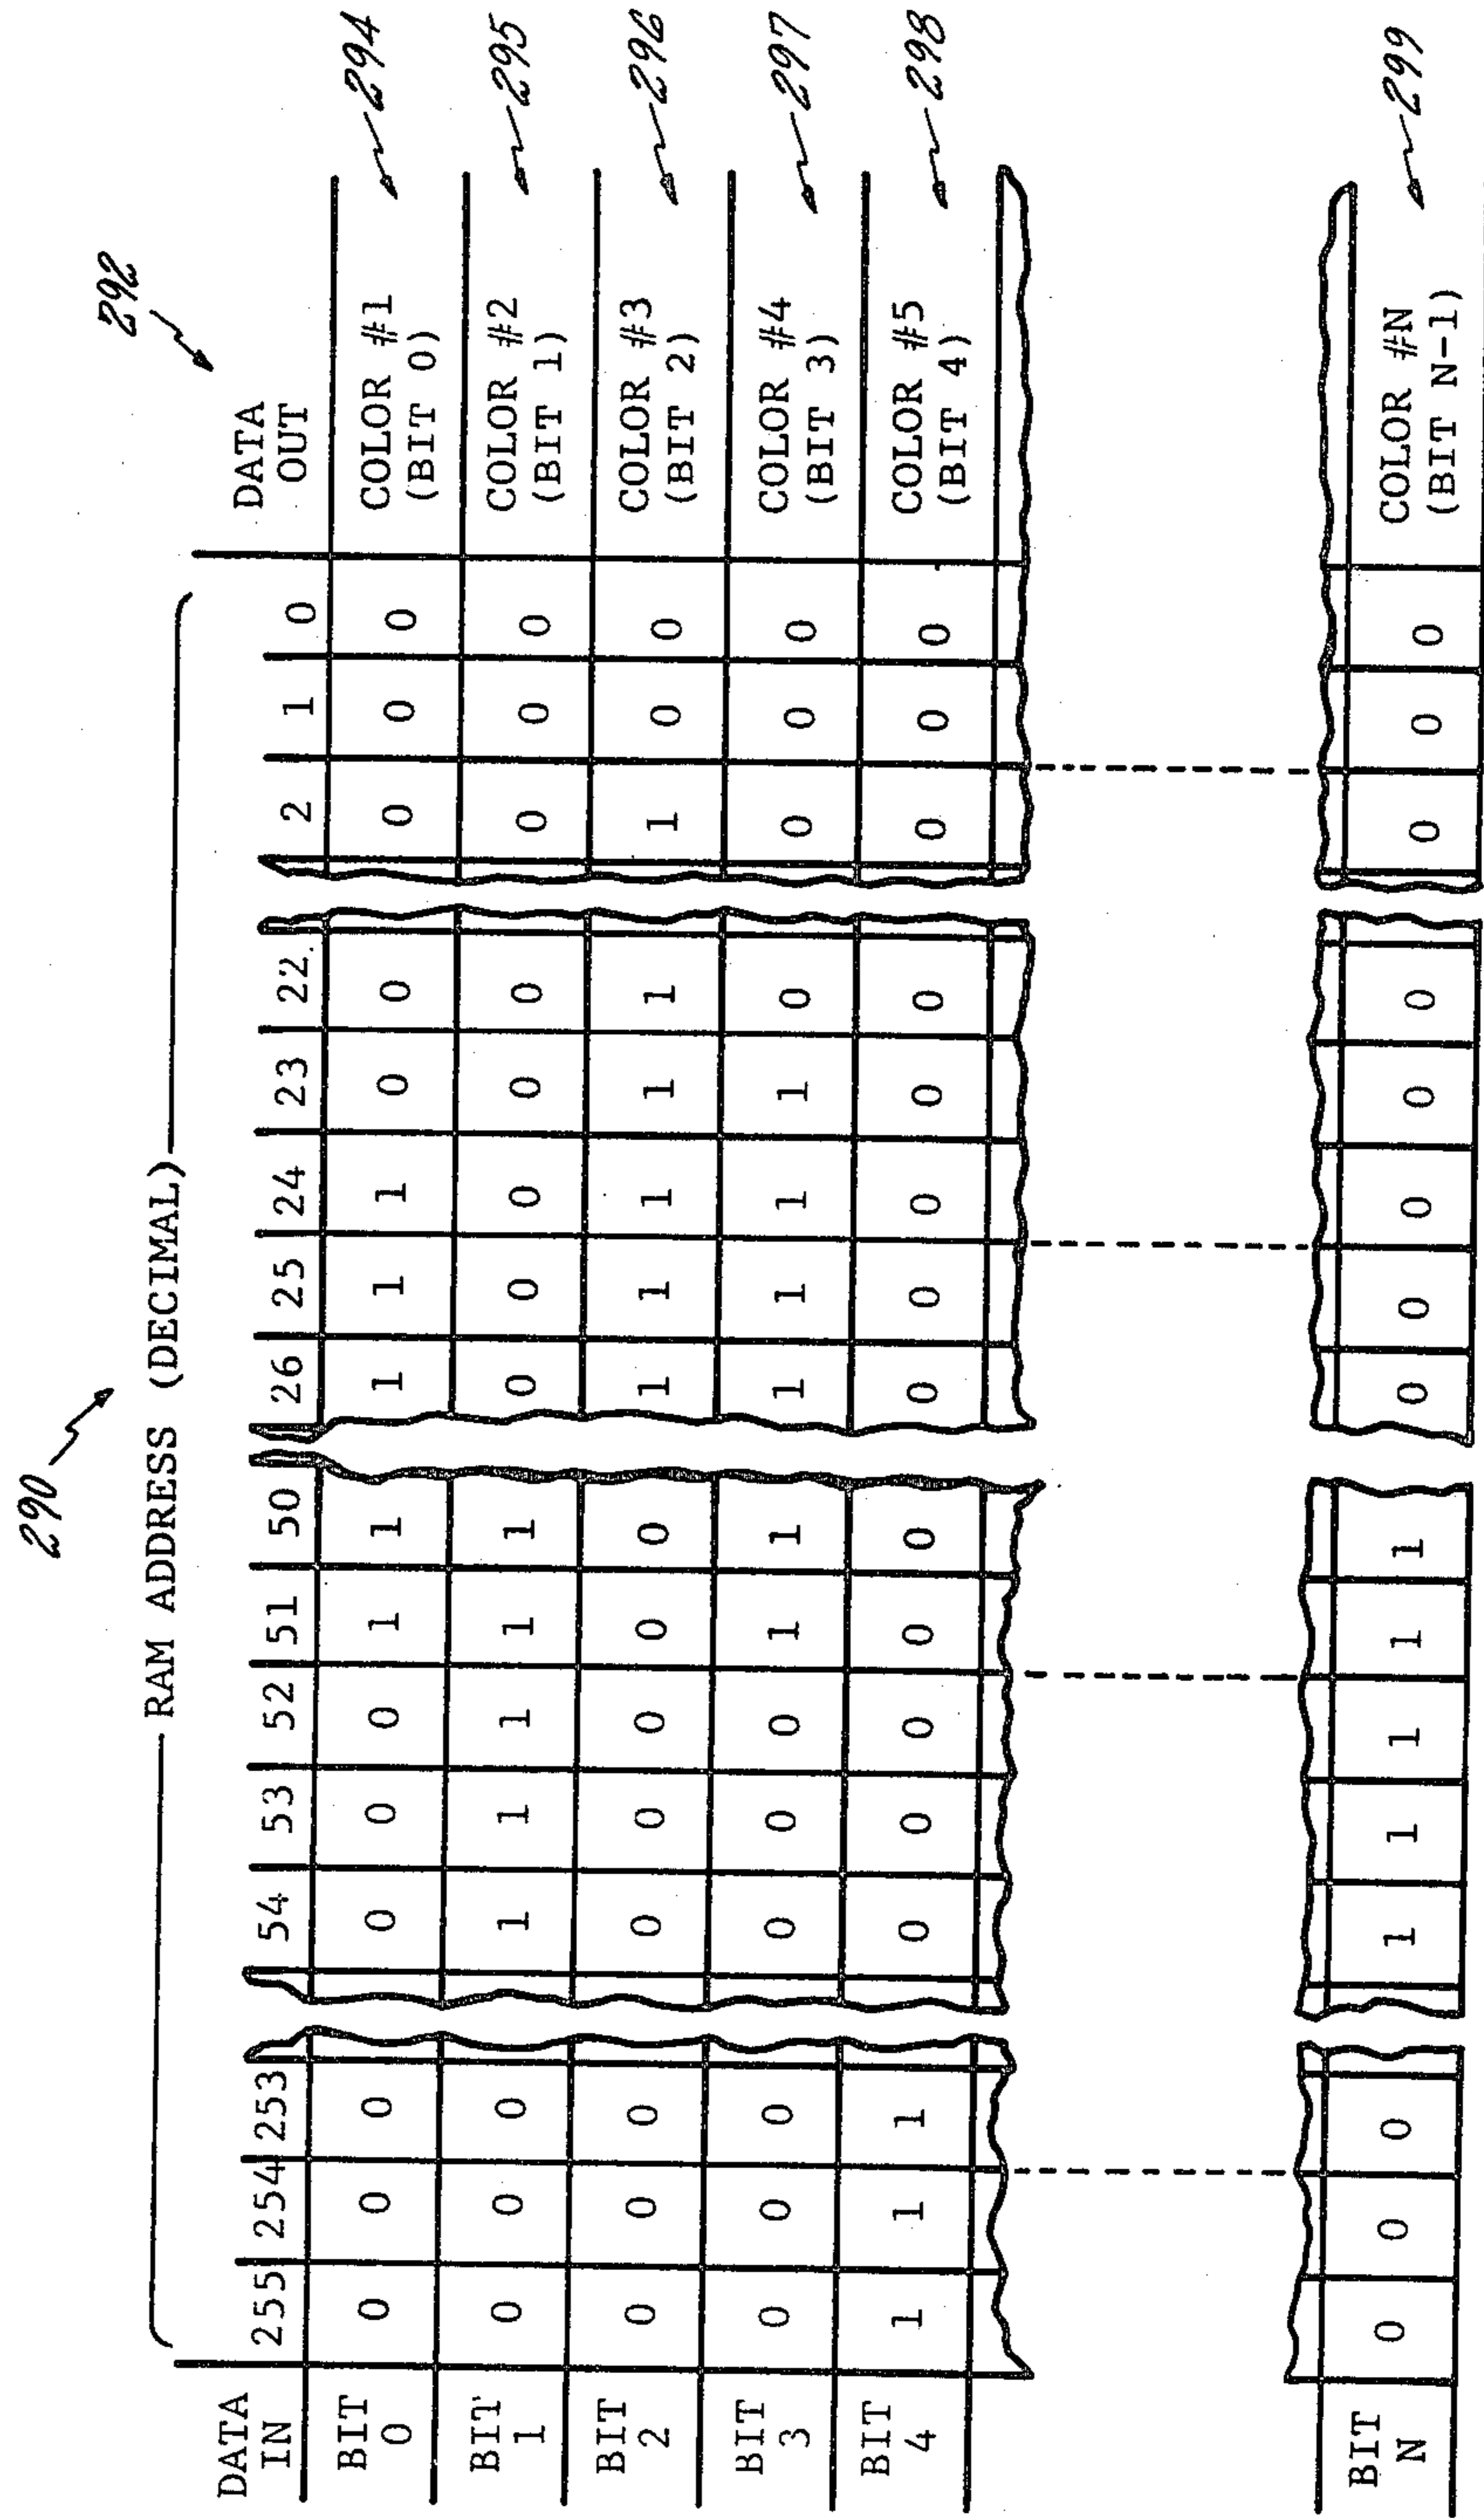 290
292
RAM ADDRESS (DECIMAL)
DATA IN 255 254 253 54 53 52 51 50 26 25 24 23 22 2 1 0 DATA OUT
BIT 0 0 0 0 0 0 0 1 1 1 1 1 0 0 0 0 0 COLOR #1 (BIT 0) 294
BIT 1 0 0 0 1 1 1 1 1 0 0 0 0 0 0 0 0 COLOR #2 (BIT 1) 295
BIT 2 0 0 0 0 0 0 0 0 1 1 1 1 1 1 0 0 COLOR #3 (BIT 2) 296
BIT 3 0 0 0 0 0 0 1 1 1 1 1 1 0 0 0 0 COLOR #4 (BIT 3) 297
BIT 4 1 1 1 0 0 0 0 0 0 0 0 0 0 0 0 0 COLOR #5 (BIT 4) 298
BIT N 0 0 0 1 1 1 1 1 0 0 0 0 0 0 0 0 COLOR #N (BIT N-1) 299